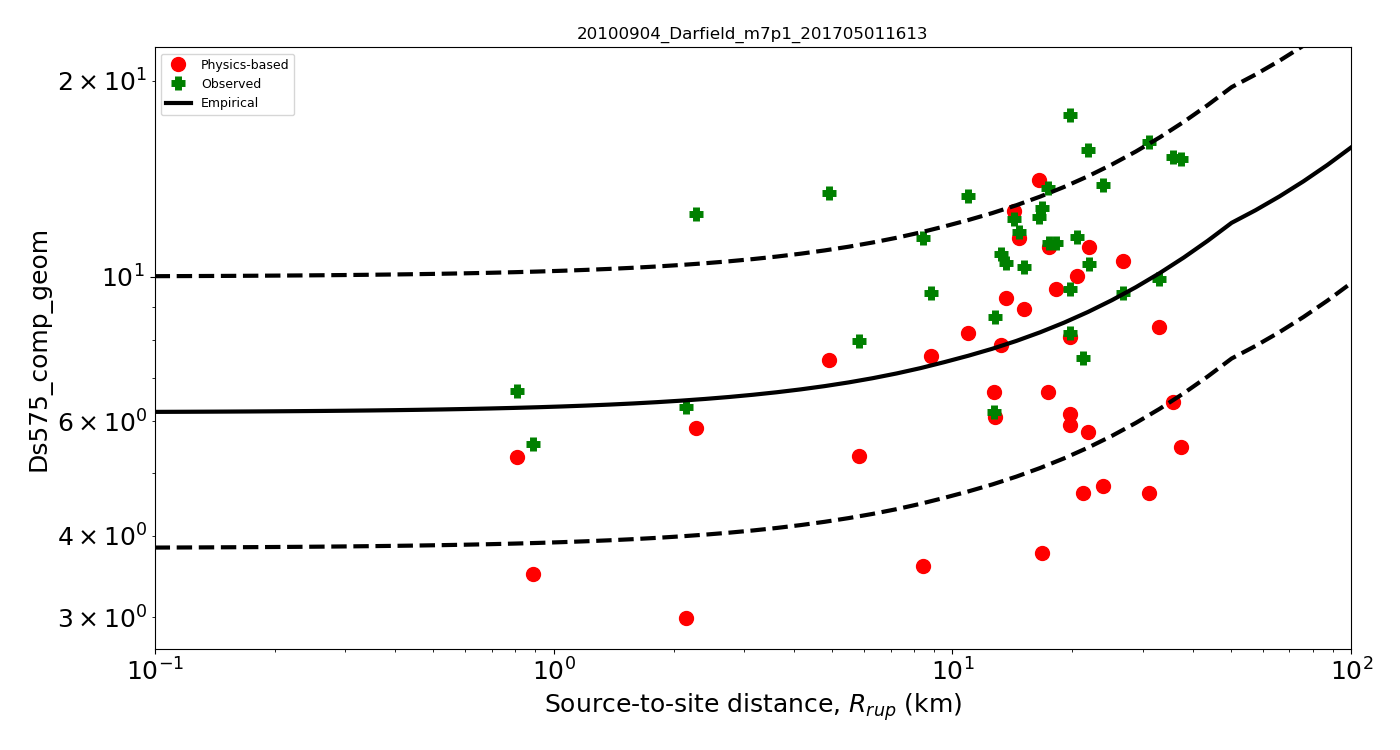 20100904_Darfield_m7p1_201705011613
Physics-based
Observed
Empirical
2 × 10¹
10¹
6 × 10⁰
4 × 10⁰
3 × 10⁰
Ds575_comp_geom
10⁻¹ 10⁰ 10¹ 10²
Source-to-site distance, R_rup (km)